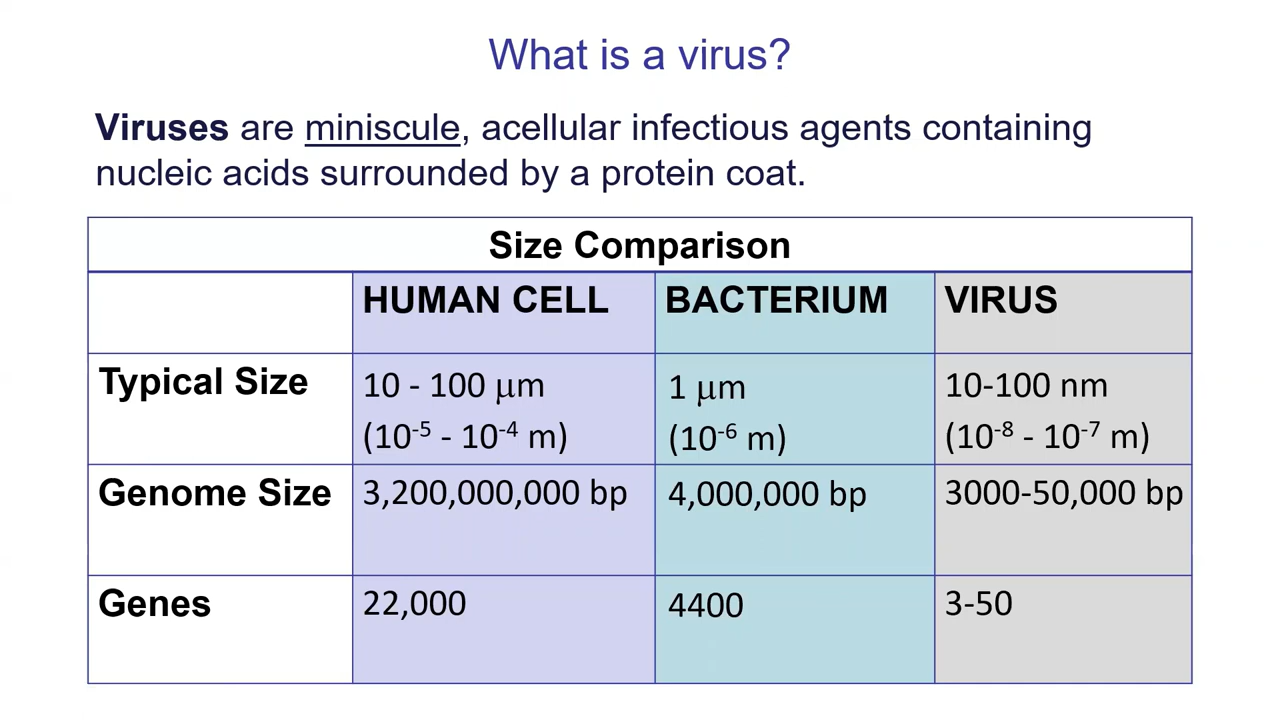 What is a virus?
Viruses are miniscule, acellular infectious agents containing
nucleic acids surrounded by a protein coat.
Size Comparison
HUMAN CELL BACTERIUM VIRUS
Typical Size 10 - 100 μm 1 μm 10-100 nm
(10⁻⁵ - 10⁻⁴ m) (10⁻⁶ m) (10⁻⁸ - 10⁻⁷ m)
Genome Size 3,200,000,000 bp 4,000,000 bp 3000-50,000 bp
Genes 22,000 4400 3-50